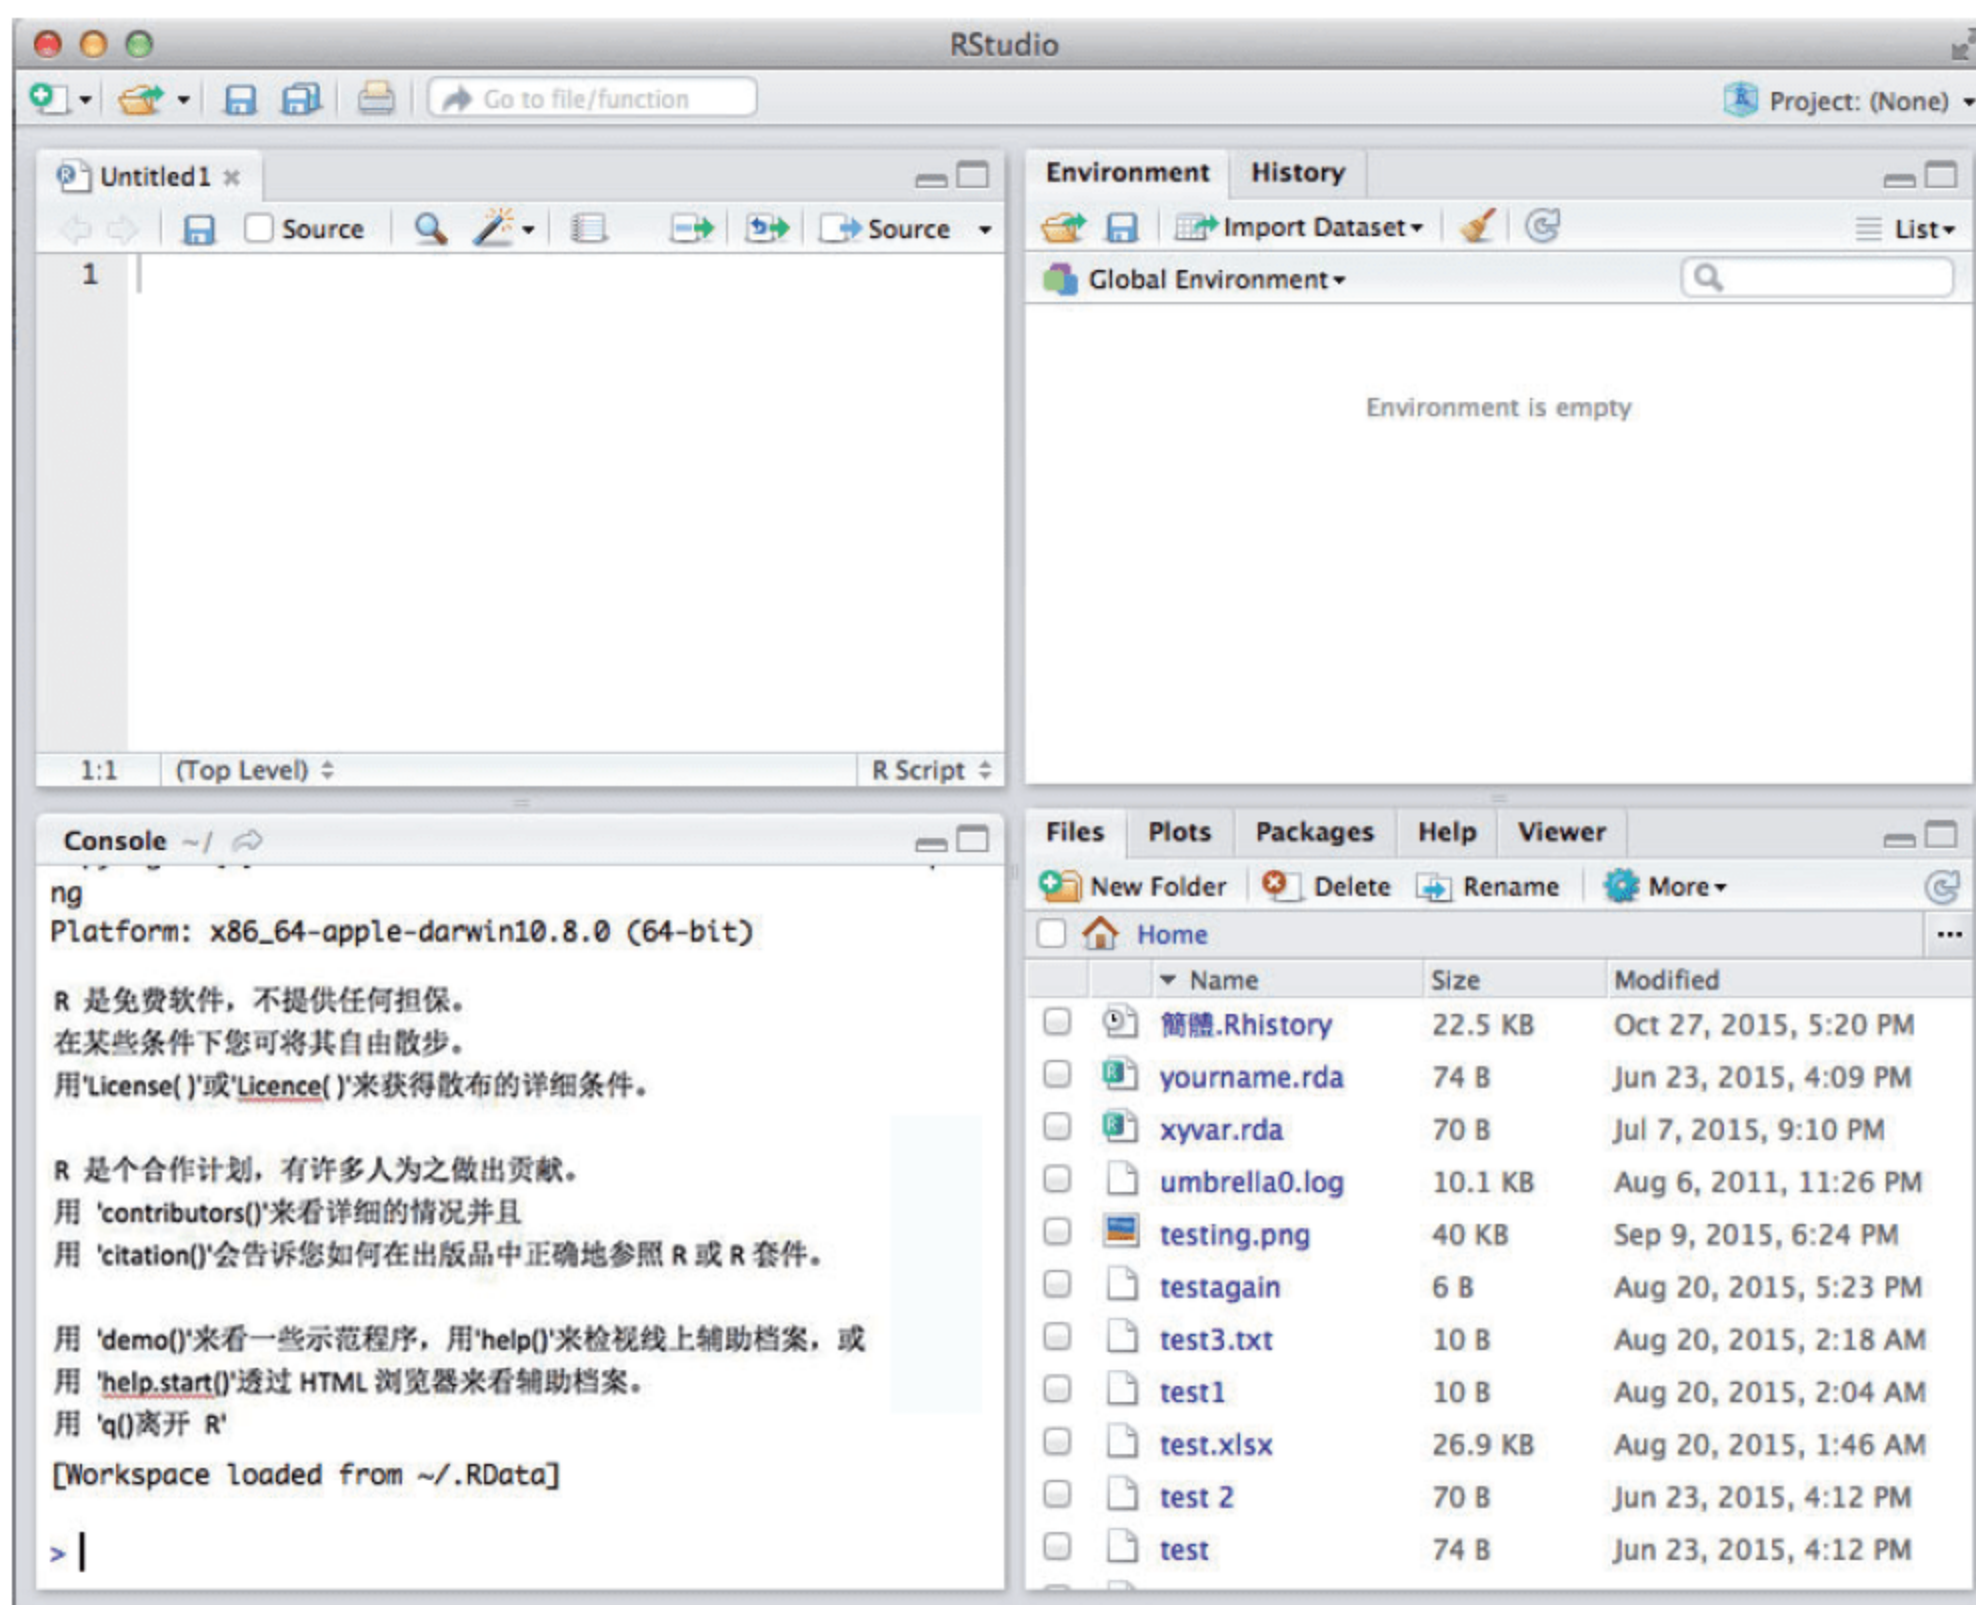 RStudio
Go to file/function
Project: (None)
Untitled1
Source
Source
1
1:1
(Top Level)
R Script
Environment
History
Import Dataset
List
Global Environment
Environment is empty
Console ~/
ng
Platform: x86_64-apple-darwin10.8.0 (64-bit)
R 是免费软件，不提供任何担保。
在某些条件下您可将其自由散步。
用'License( )'或'Licence( )'来获得散布的详细条件。
R 是个合作计划，有许多人为之做出贡献。
用 'contributors()'来看详细的情况并且
用 'citation()'会告诉您如何在出版品中正确地参照 R 或 R 套件。
用 'demo()'来看一些示范程序，用'help()'来检视线上辅助档案，或
用 'help.start()'透过 HTML 浏览器来看辅助档案。
用 'q()离开 R'
[Workspace loaded from ~/.RData]
>
Files
Plots
Packages
Help
Viewer
New Folder
Delete
Rename
More
Home
...
Name Size Modified
簡體.Rhistory 22.5 KB Oct 27, 2015, 5:20 PM
yourname.rda 74 B Jun 23, 2015, 4:09 PM
xyvar.rda 70 B Jul 7, 2015, 9:10 PM
umbrella0.log 10.1 KB Aug 6, 2011, 11:26 PM
testing.png 40 KB Sep 9, 2015, 6:24 PM
testagain 6 B Aug 20, 2015, 5:23 PM
test3.txt 10 B Aug 20, 2015, 2:18 AM
test1 10 B Aug 20, 2015, 2:04 AM
test.xlsx 26.9 KB Aug 20, 2015, 1:46 AM
test 2 70 B Jun 23, 2015, 4:12 PM
test 74 B Jun 23, 2015, 4:12 PM